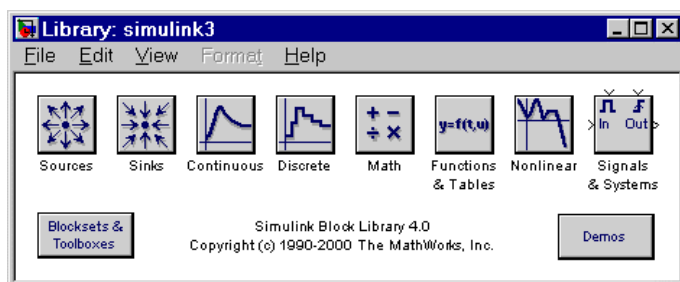 Library: simulink3
File Edit View Format Help
y=f(t,u)
In Out
Sources Sinks Continuous Discrete Math Functions & Tables Nonlinear Signals & Systems
Blocksets & Toolboxes
Simulink Block Library 4.0
Copyright (c) 1990-2000 The MathWorks, Inc.
Demos